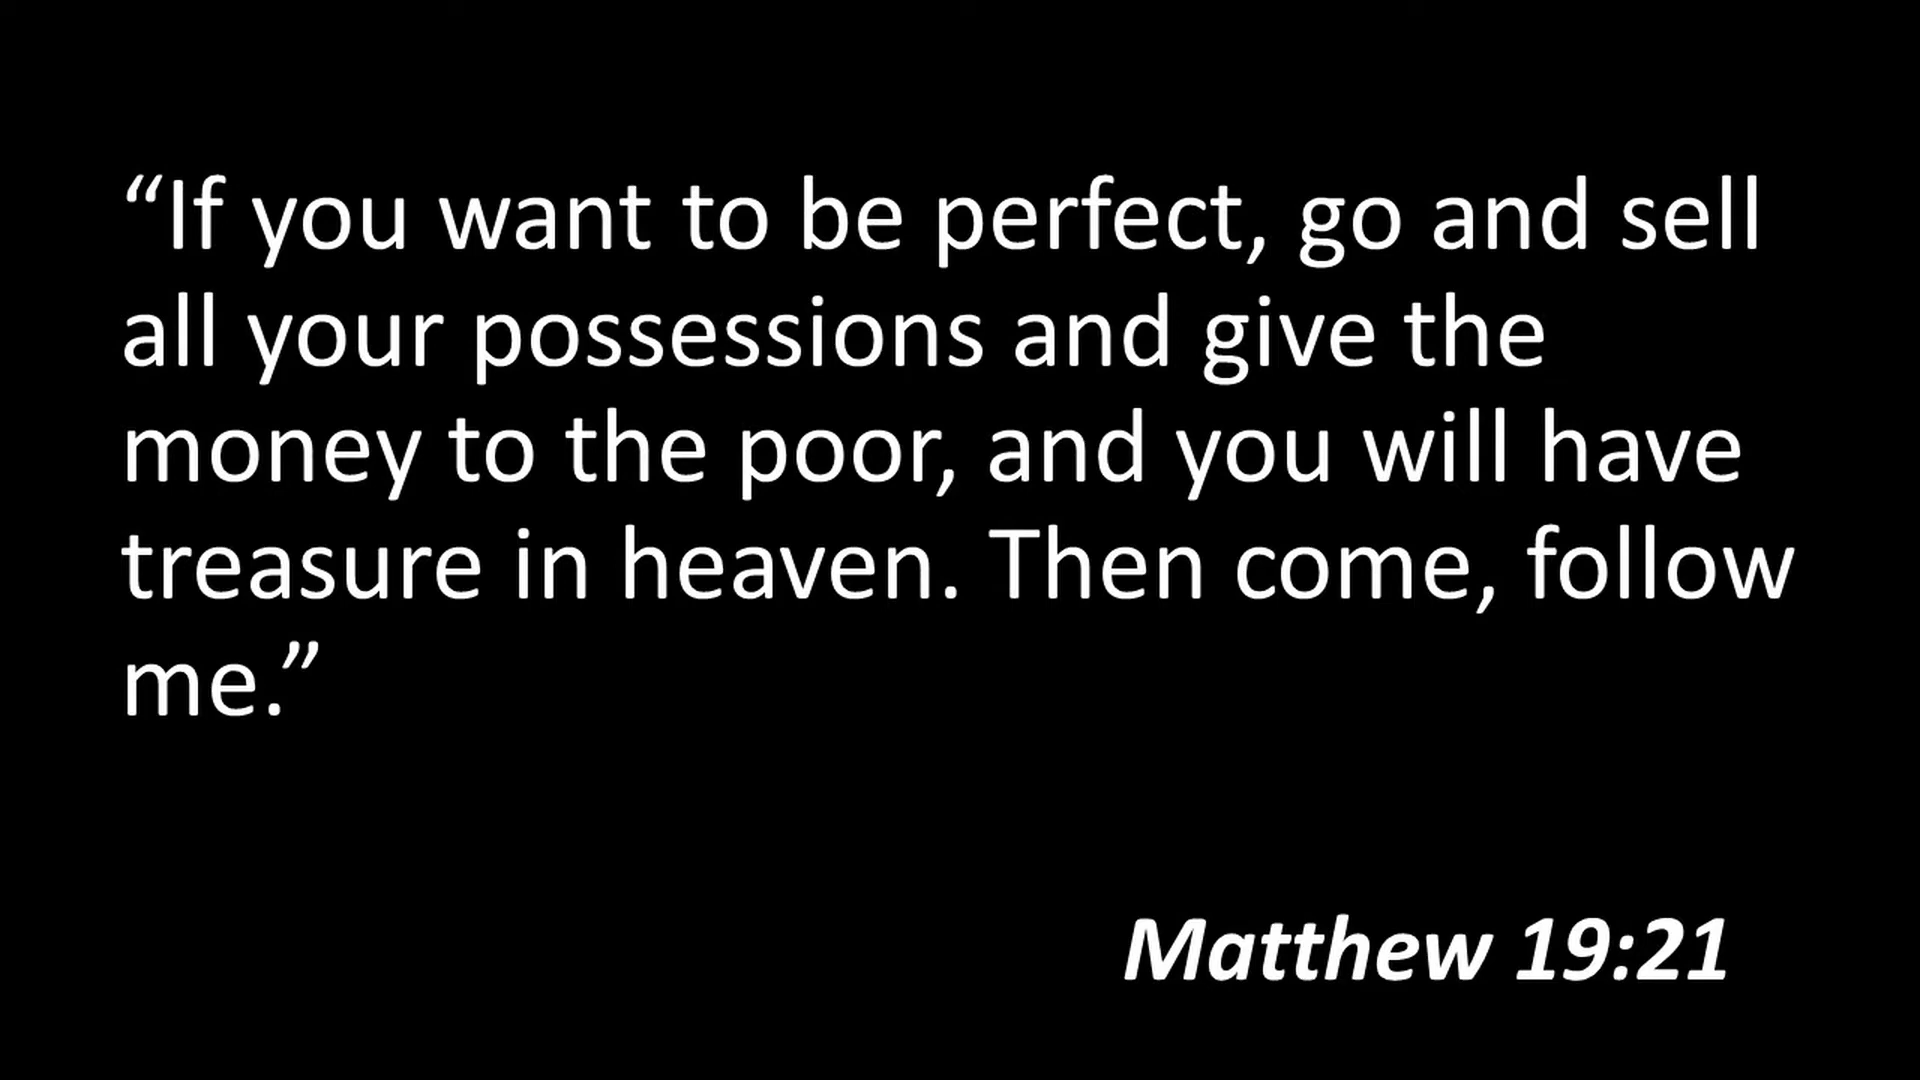 “If you want to be perfect, go and sell
all your possessions and give the
money to the poor, and you will have
treasure in heaven. Then come, follow
me.”
Matthew 19:21